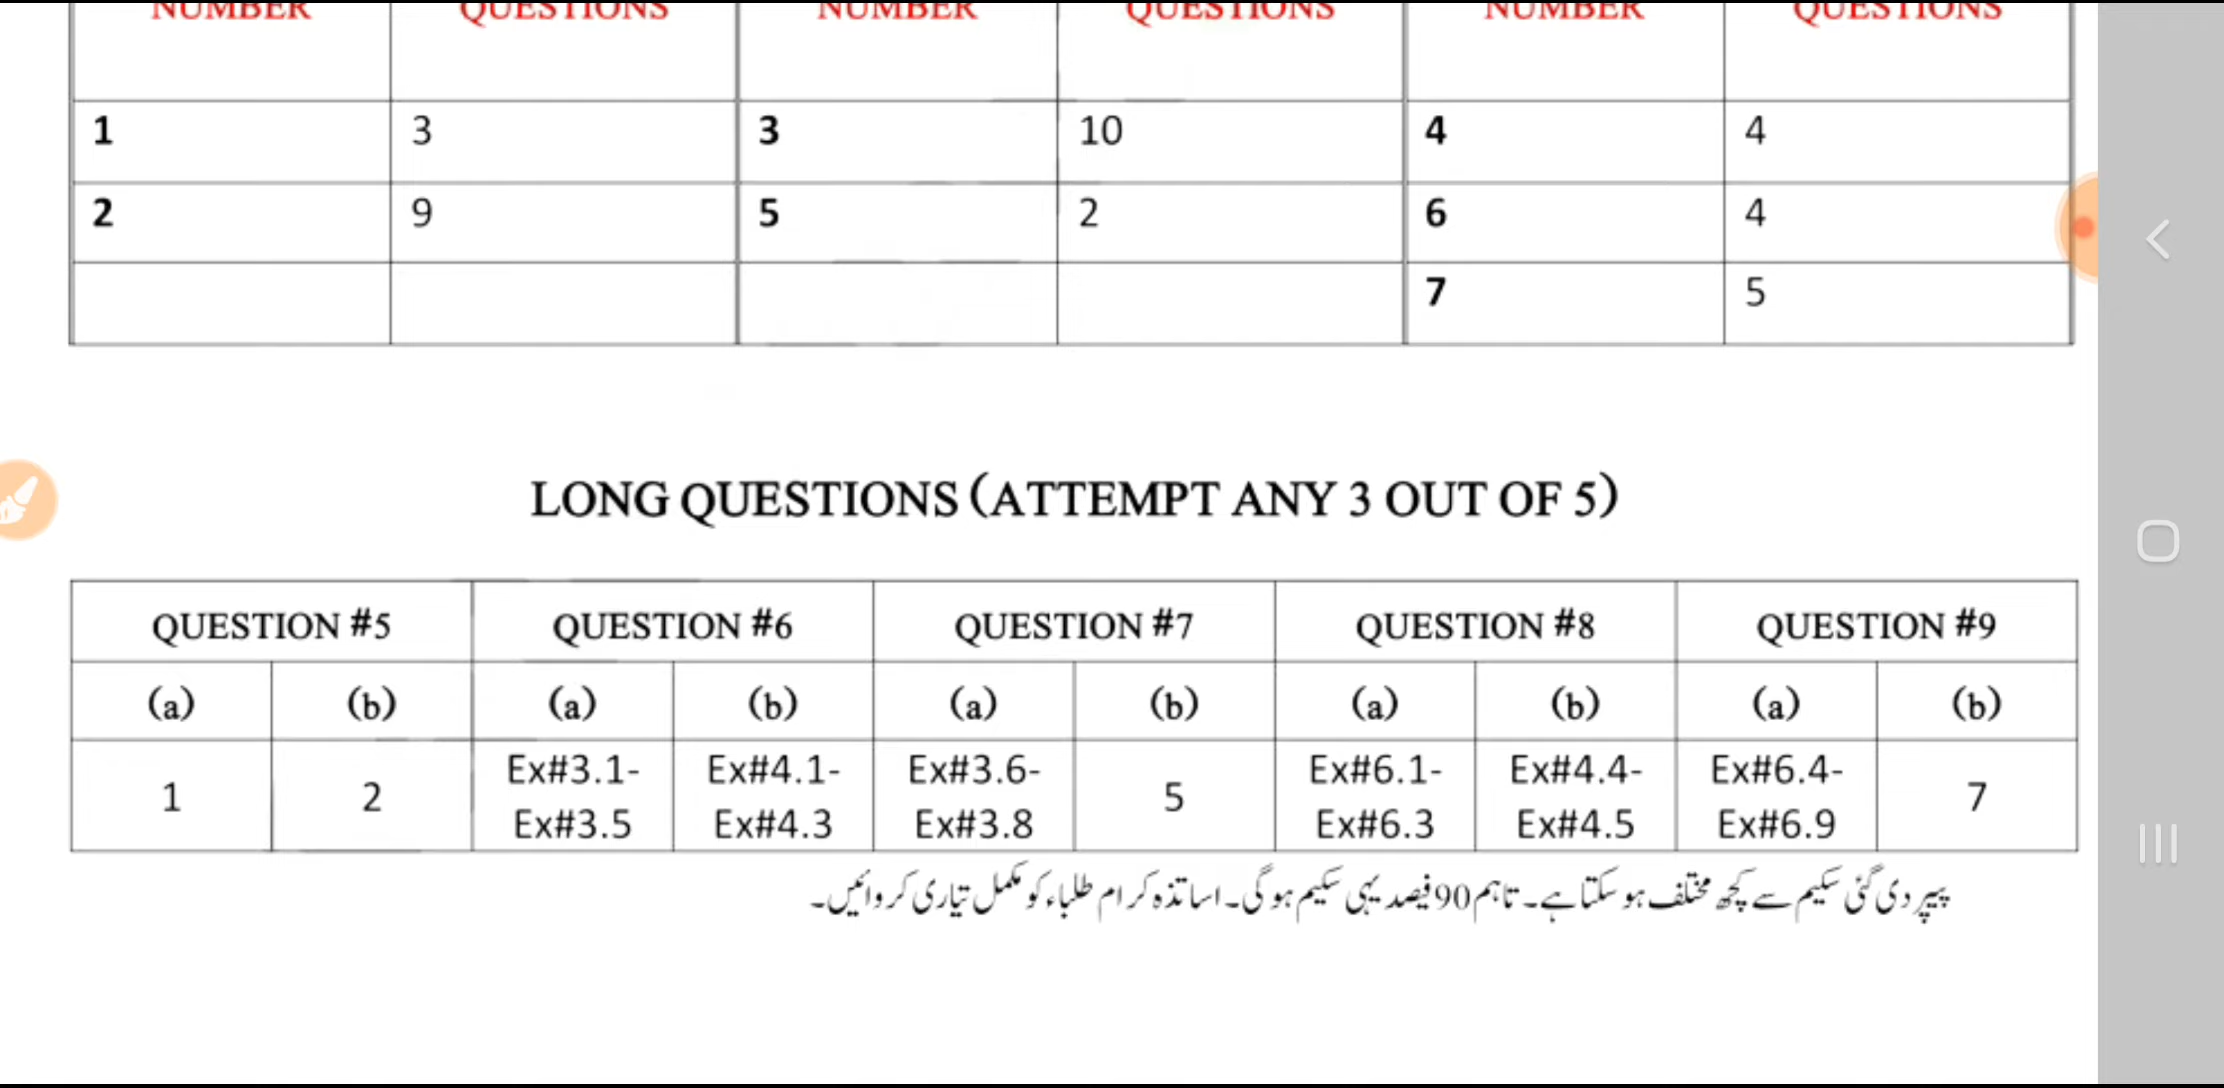 NUMBER QUESTIONS NUMBER QUESTIONS NUMBER QUESTIONS
1 3 3 10 4 4
2 9 5 2 6 4
7 5
LONG QUESTIONS (ATTEMPT ANY 3 OUT OF 5)
QUESTION #5 QUESTION #6 QUESTION #7 QUESTION #8 QUESTION #9
(a) (b) (a) (b) (a) (b) (a) (b) (a) (b)
1 2 Ex#3.1- Ex#4.1- Ex#3.6- 5 Ex#6.1- Ex#4.4- Ex#6.4- 7
Ex#3.5 Ex#4.3 Ex#3.8 Ex#6.3 Ex#4.5 Ex#6.9
پیپر دی گئی سکیم سے کچھ مختلف ہو سکتا ہے۔ تاہم 90 فیصد یہی سکیم ہو گی۔ اساتذہ کرام طلباء کو مکمل تیاری کروائیں۔